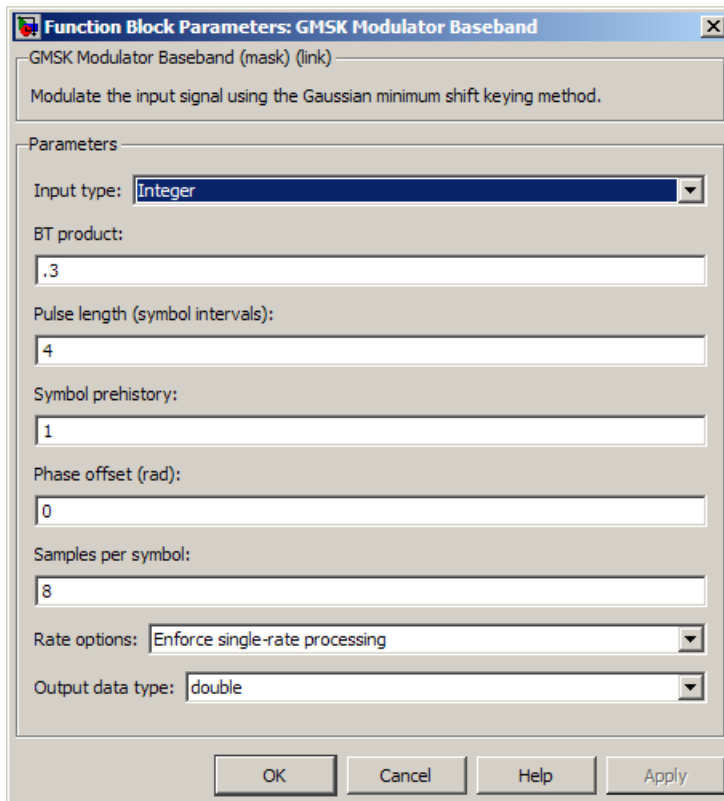 Function Block Parameters: GMSK Modulator Baseband
GMSK Modulator Baseband (mask) (link)
Modulate the input signal using the Gaussian minimum shift keying method.
Parameters
Input type: Integer
BT product:
.3
Pulse length (symbol intervals):
4
Symbol prehistory:
1
Phase offset (rad):
0
Samples per symbol:
8
Rate options: Enforce single-rate processing
Output data type: double
OK Cancel Help Apply